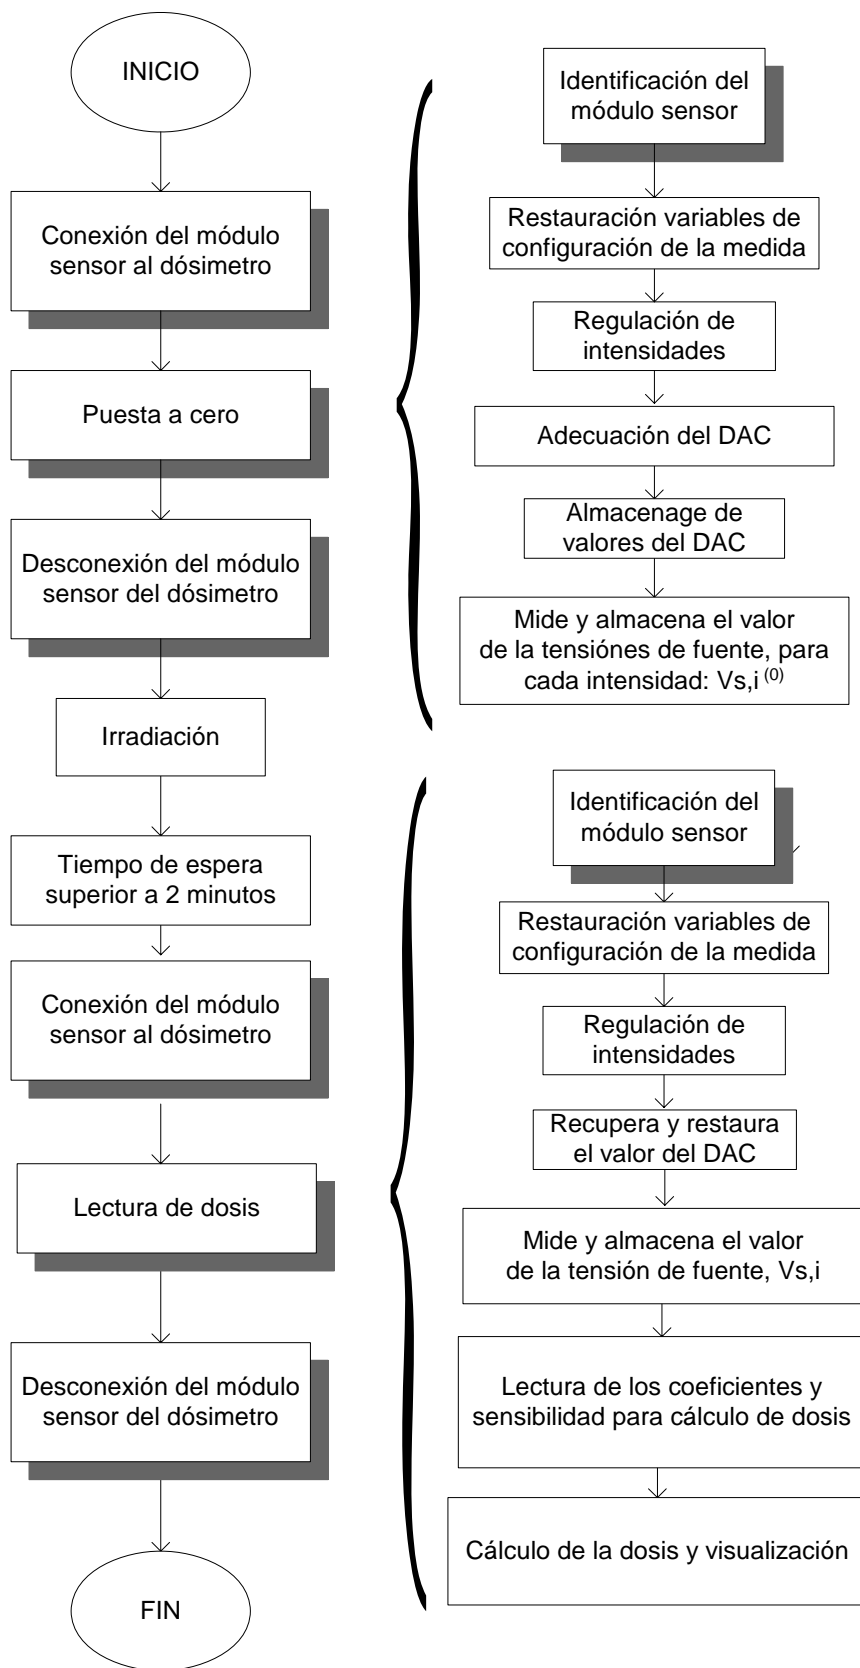 INICIO
Conexión del módulo
sensor al dósimetro
Puesta a cero
Desconexión del módulo
sensor del dósimetro
Irradiación
Tiempo de espera
superior a 2 minutos
Conexión del módulo
sensor al dósimetro
Lectura de dosis
Desconexión del módulo
sensor del dósimetro
FIN
Identificación del
módulo sensor
Restauración variables de
configuración de la medida
Regulación de
intensidades
Adecuación del DAC
Almacenage de
valores del DAC
Mide y almacena el valor
de la tensiónes de fuente, para
cada intensidad: Vs,i (0)
Identificación del
módulo sensor
Restauración variables de
configuración de la medida
Regulación de
intensidades
Recupera y restaura
el valor del DAC
Mide y almacena el valor
de la tensión de fuente, Vs,i
Lectura de los coeficientes y
sensibilidad para cálculo de dosis
Cálculo de la dosis y visualización